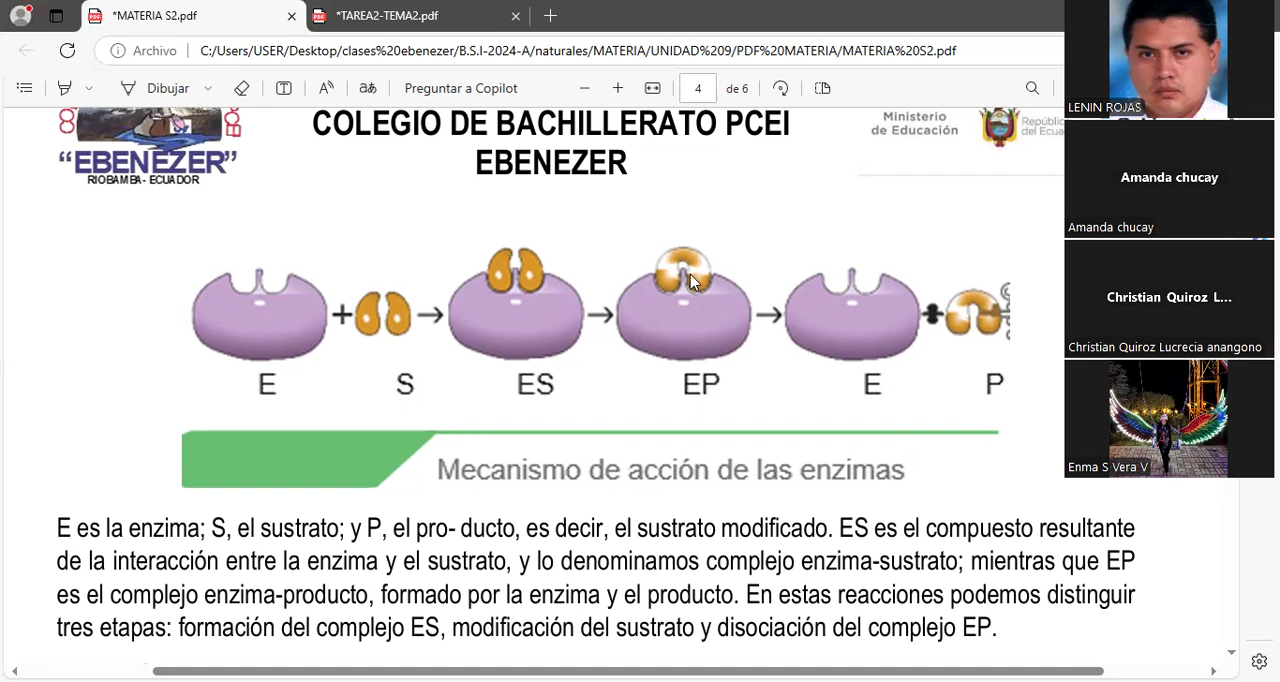 *MATERIA S2.pdf
*TAREA2-TEMA2.pdf
Archivo
C:/Users/USER/Desktop/clases%20ebenezer/B.S.I-2024-A/naturales/MATERIA/UNIDAD%209/PDF%20MATERIA/MATERIA%20S2.pdf
Dibujar
Preguntar a Copilot
4
de 6
LENIN ROJAS
COLEGIO DE BACHILLERATO PCEI
EBENEZER
"EBENEZER"
RIOBAMBA- ECUADOR
Ministerio
de Educación
Repúblic
del Ecua
Amanda chucay
Amanda chucay
Christian Quiroz L...
Christian Quiroz Lucrecia anangono
Enma S Vera V
+ → → →
E S ES EP E P
Mecanismo de acción de las enzimas
E es la enzima; S, el sustrato; y P, el pro- ducto, es decir, el sustrato modificado. ES es el compuesto resultante
de la interacción entre la enzima y el sustrato, y lo denominamos complejo enzima-sustrato; mientras que EP
es el complejo enzima-producto, formado por la enzima y el producto. En estas reacciones podemos distinguir
tres etapas: formación del complejo ES, modificación del sustrato y disociación del complejo EP.